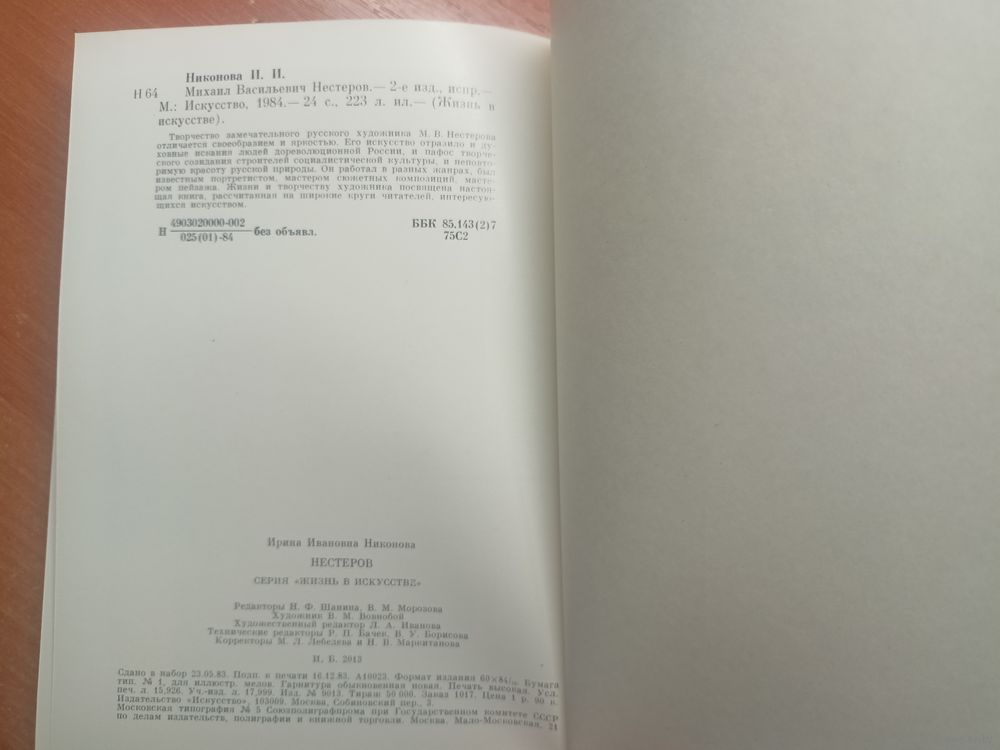 Никонова И. И.
Н 64 Михаил Васильевич Нестеров.— 2-е изд., испр.—
М.: Искусство, 1984.— 24 с., 223 л. ил.— (Жизнь в
искусстве).
Творчество замечательного русского художника М. В. Нестерова
отличается своеобразием и яркостью. Его искусство отразило и ду-
ховные искания людей дореволюционной России, и пафос творче-
ского созидания строителей социалистической культуры, и неповто-
римую красоту русской природы. Он работал в разных жанрах, был
известным портретистом, мастером сюжетных композиций, масте-
ром пейзажа. Жизни и творчеству художника посвящена настоя-
щая книга, рассчитанная на широкие круги читателей, интересую-
щихся искусством.
Н 4903020000-002 без объявл.
025(01)-84
ББК 85.143(2)7
75С2
Ирина Ивановна Никонова
НЕСТЕРОВ
СЕРИЯ «ЖИЗНЬ В ИСКУССТВЕ»
Редакторы Н. Ф. Шанина, В. М. Морозова
Художник В. М. Вовнобой
Художественный редактор Л. А. Иванова
Технические редакторы Р. П. Бачек, В. У. Борисова
Корректоры М. Л. Лебедева и Н. В. Маркитанова
И. Б. 2013
Сдано в набор 23.05.83. Подп. к печати 16.12.83. А10023. Формат издания 60×84/16. Бумага
тип. № 1, для иллюстр. мелов. Гарнитура обыкновенная новая. Печать высокая. Усл.
печ. л. 15,926. Уч.-изд. л. 17,999. Изд. № 9013. Тираж 50 000. Заказ 1017. Цена 1 р. 90 к.
Издательство «Искусство», 103009. Москва, Собиновский пер., 3.
Московская типография № 5 Союзполиграфпрома при Государственном комитете СССР
по делам издательств, полиграфии и книжной торговли. Москва. Мало-Московская, 21